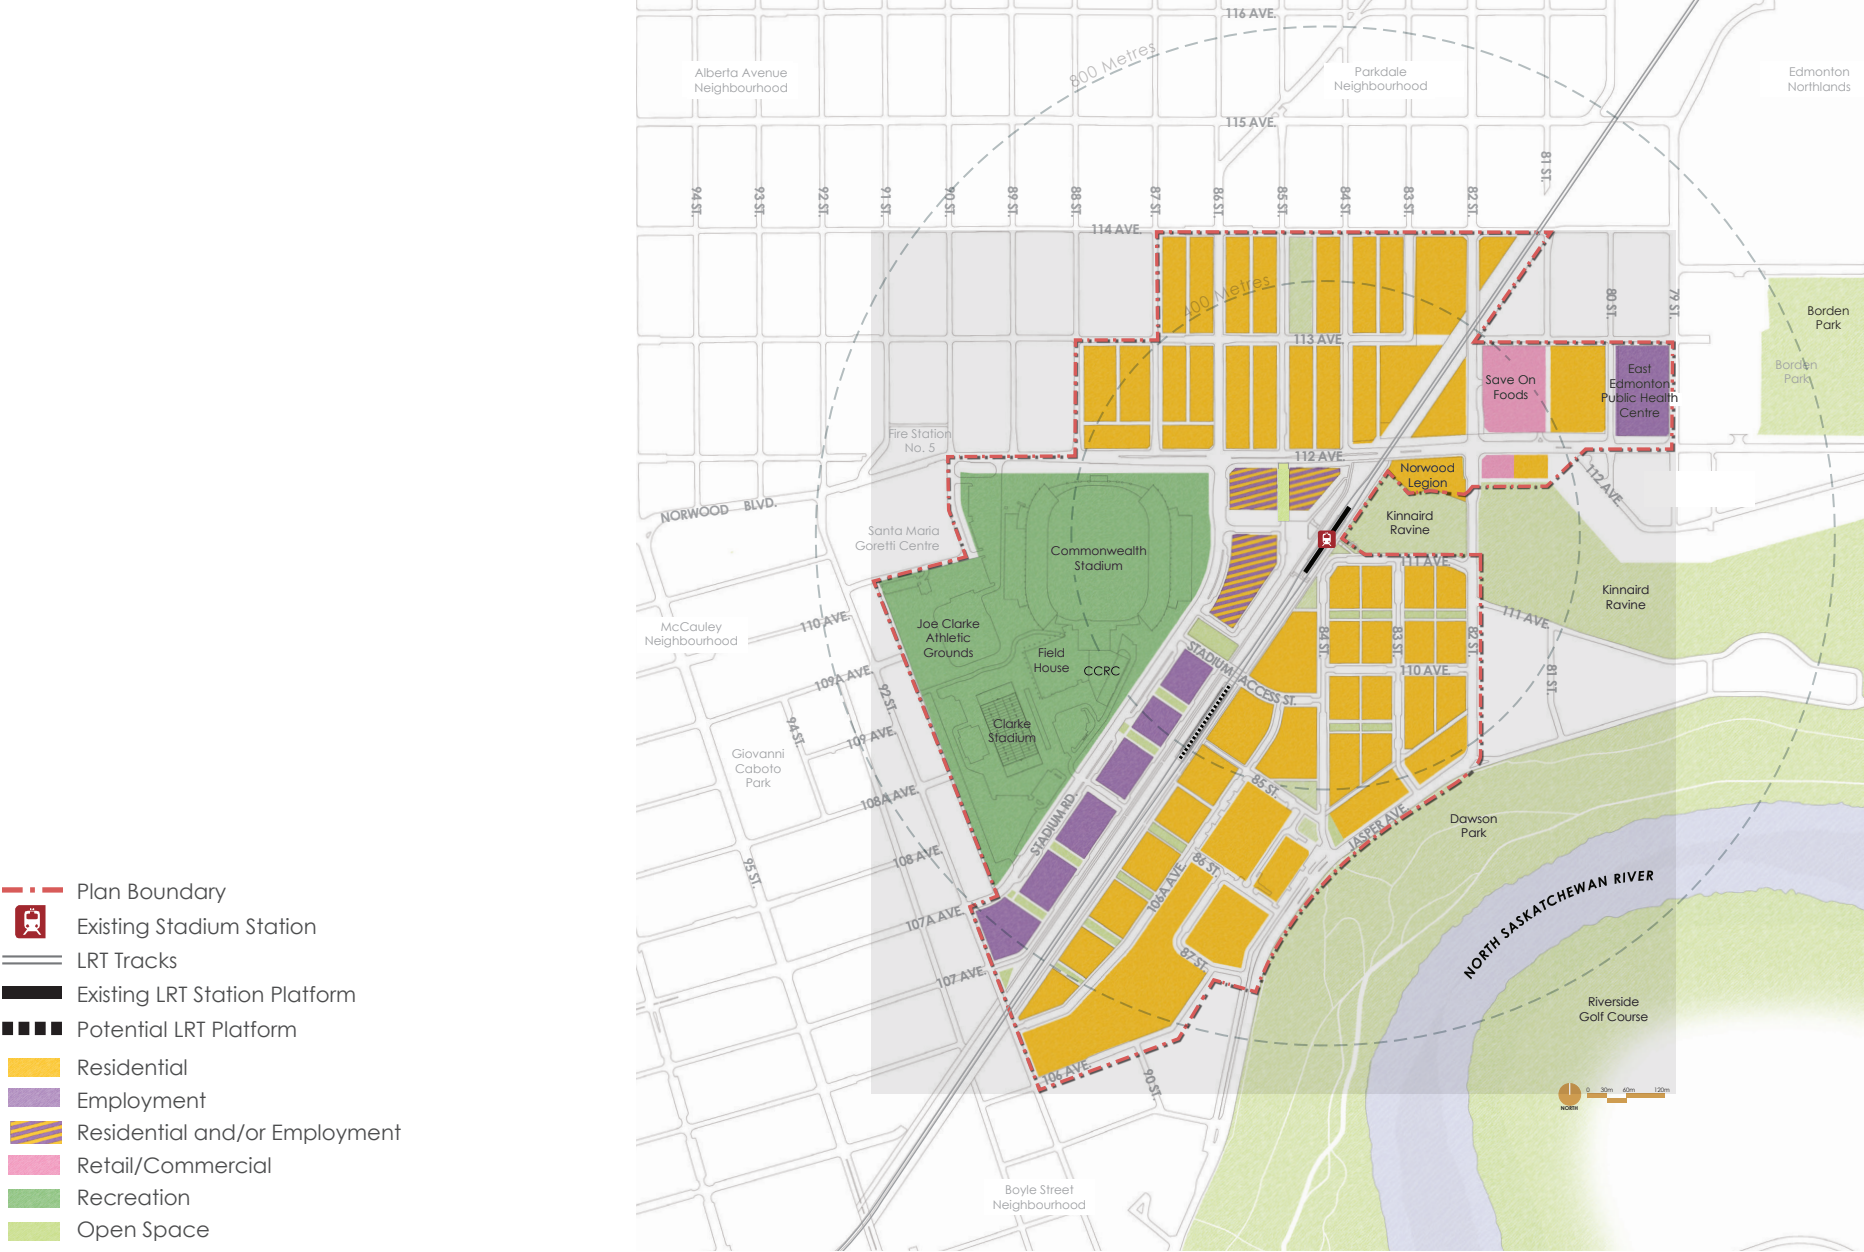 116 AVE.
800 Metres
Alberta Avenue
Neighbourhood
Parkdale
Neighbourhood
Edmonton
Northlands
115 AVE.
81 ST.
94 ST.
93 ST.
92 ST.
91 ST.
90 ST.
89 ST.
88 ST.
87 ST.
86 ST.
85 ST.
84 ST.
83 ST.
82 ST.
114 AVE.
400 Metres
80 ST.
79 ST.
Borden
Park
Borden
Park
113 AVE.
Save On
Foods
East
Edmonton
Public Health
Centre
Fire Station
No. 5
112 AVE.
Norwood
Legion
112 AVE.
NORWOOD BLVD.
Santa Maria
Goretti Centre
Kinnaird
Ravine
Commonwealth
Stadium
111 AVE.
Kinnaird
Ravine
111 AVE.
110 AVE.
McCauley
Neighbourhood
Joe Clarke
Athletic
Grounds
Field
House
CCRC
STADIUM ACCESS ST.
84 ST.
83 ST.
82 ST.
110 AVE.
81 ST.
109A AVE.
92 ST.
94 ST.
109 AVE.
Clarke
Stadium
Giovanni
Caboto
Park
108A AVE.
85 ST.
STADIUM RD.
JASPER AVE.
Dawson
Park
108 AVE.
95 ST.
86 ST.
106A AVE.
NORTH SASKATCHEWAN RIVER
107A AVE.
87 ST.
107 AVE.
Riverside
Golf Course
106 AVE.
90 ST.
NORTH
0 30m 60m 120m
Boyle Street
Neighbourhood
Plan Boundary
Existing Stadium Station
LRT Tracks
Existing LRT Station Platform
Potential LRT Platform
Residential
Employment
Residential and/or Employment
Retail/Commercial
Recreation
Open Space